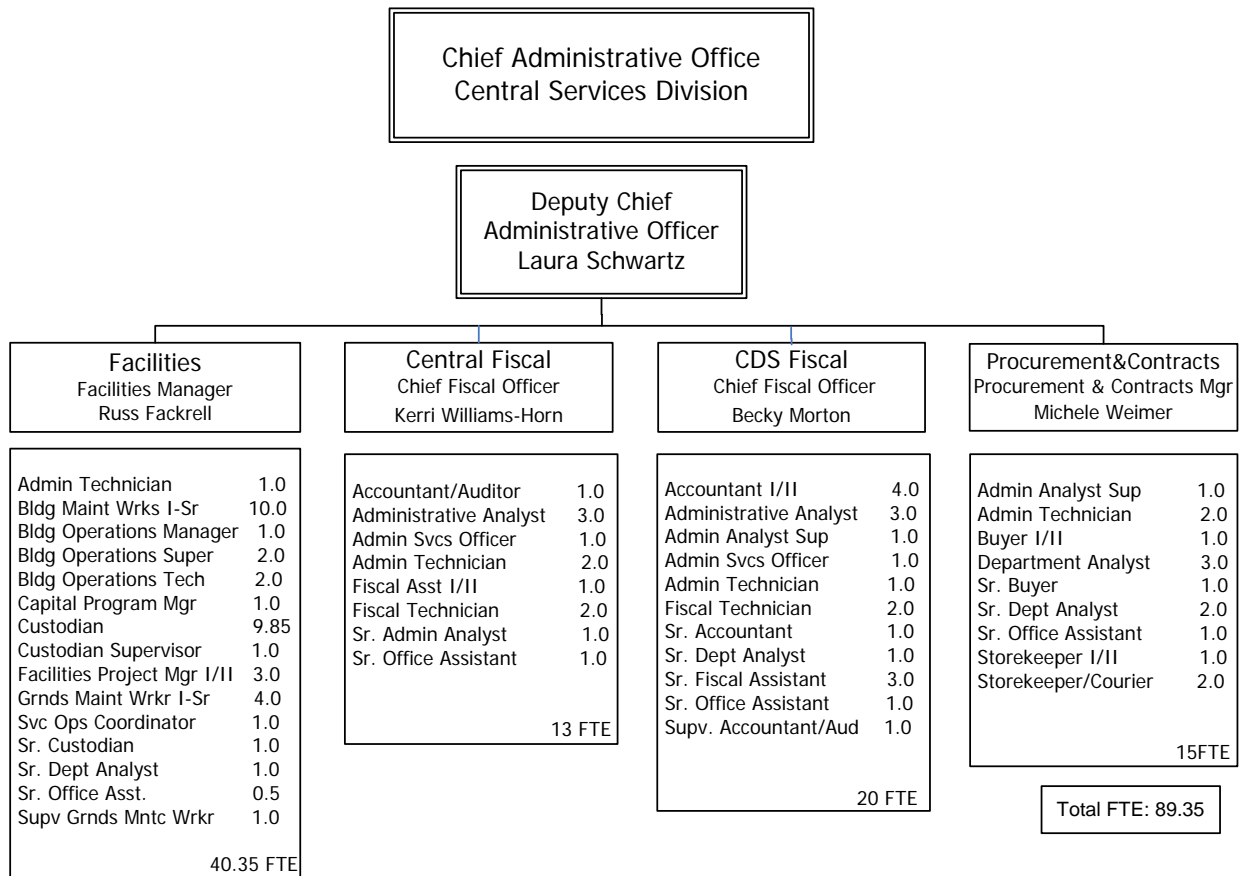 Chief Administrative Office
Central Services Division
Deputy Chief
Administrative Officer
Laura Schwartz
Facilities
Facilities Manager
Russ Fackrell
Central Fiscal
Chief Fiscal Officer
Kerri Williams-Horn
CDS Fiscal
Chief Fiscal Officer
Becky Morton
Procurement&Contracts
Procurement & Contracts Mgr
Michele Weimer
Admin Technician 1.0
Bldg Maint Wrks I-Sr 10.0
Bldg Operations Manager 1.0
Bldg Operations Super 2.0
Bldg Operations Tech 2.0
Capital Program Mgr 1.0
Custodian 9.85
Custodian Supervisor 1.0
Facilities Project Mgr I/II 3.0
Grnds Maint Wrkr I-Sr 4.0
Svc Ops Coordinator 1.0
Sr. Custodian 1.0
Sr. Dept Analyst 1.0
Sr. Office Asst. 0.5
Supv Grnds Mntc Wrkr 1.0
40.35 FTE
Accountant/Auditor 1.0
Administrative Analyst 3.0
Admin Svcs Officer 1.0
Admin Technician 2.0
Fiscal Asst I/II 1.0
Fiscal Technician 2.0
Sr. Admin Analyst 1.0
Sr. Office Assistant 1.0
13 FTE
Accountant I/II 4.0
Administrative Analyst 3.0
Admin Analyst Sup 1.0
Admin Svcs Officer 1.0
Admin Technician 1.0
Fiscal Technician 2.0
Sr. Accountant 1.0
Sr. Dept Analyst 1.0
Sr. Fiscal Assistant 3.0
Sr. Office Assistant 1.0
Supv. Accountant/Aud 1.0
20 FTE
Admin Analyst Sup 1.0
Admin Technician 2.0
Buyer I/II 1.0
Department Analyst 3.0
Sr. Buyer 1.0
Sr. Dept Analyst 2.0
Sr. Office Assistant 1.0
Storekeeper I/II 1.0
Storekeeper/Courier 2.0
15FTE
Total FTE: 89.35